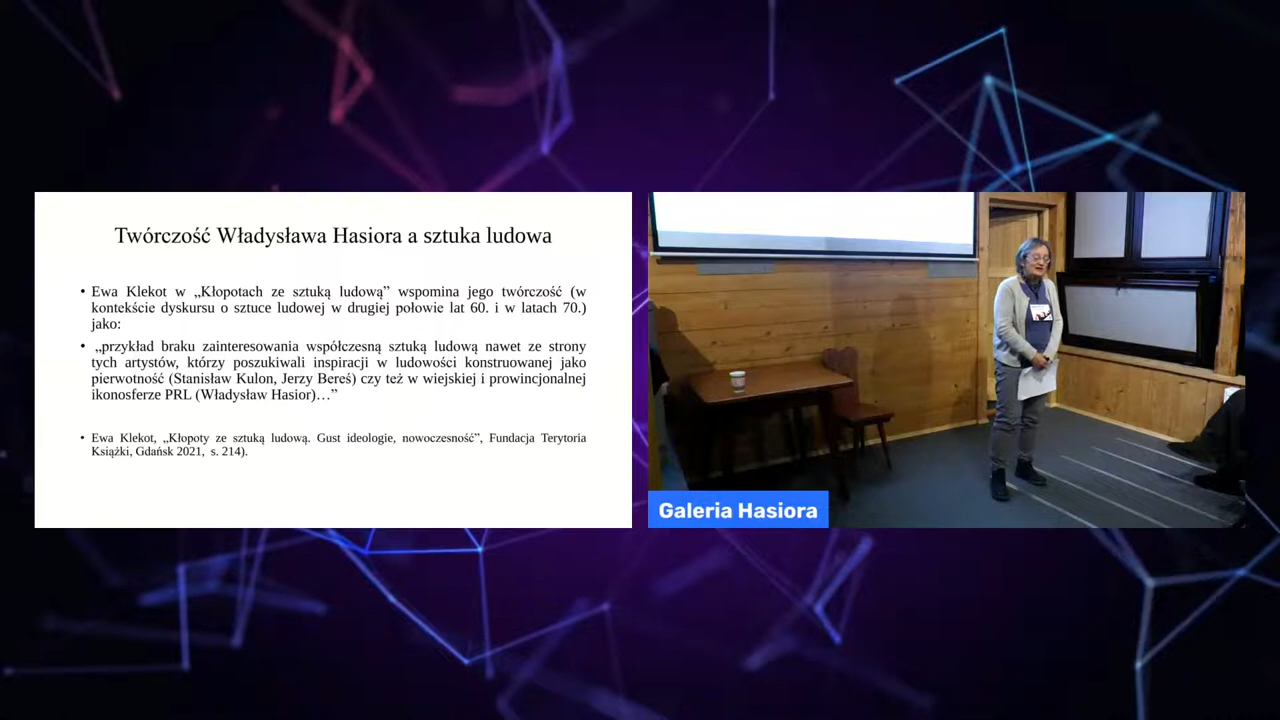 Twórczość Władysława Hasiora a sztuka ludowa
• Ewa Klekot w „Kłopotach ze sztuką ludową” wspomina jego twórczość (w
kontekście dyskursu o sztuce ludowej w drugiej połowie lat 60. i w latach 70.)
jako:
• „przykład braku zainteresowania współczesną sztuką ludową nawet ze strony
tych artystów, którzy poszukiwali inspiracji w ludowości konstruowanej jako
pierwotność (Stanisław Kulon, Jerzy Bereś) czy też w wiejskiej i prowincjonalnej
ikonosferze PRL (Władysław Hasior)…”
• Ewa Klekot, „Kłopoty ze sztuką ludową. Gust ideologie, nowoczesność”, Fundacja Terytoria
Książki, Gdańsk 2021, s. 214).
Galeria Hasiora